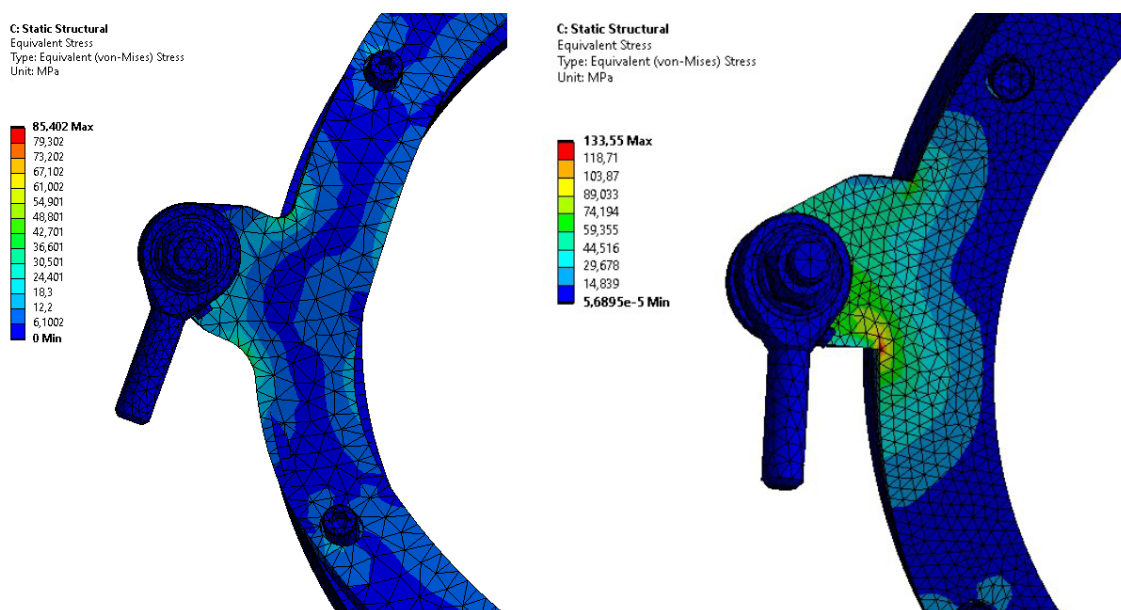 C: Static Structural
Equivalent Stress
Type: Equivalent (von-Mises) Stress
Unit: MPa
85,402 Max
79,302
73,202
67,102
61,002
54,901
48,801
42,701
36,601
30,501
24,401
18,3
12,2
6,1002
0 Min
C: Static Structural
Equivalent Stress
Type: Equivalent (von-Mises) Stress
Unit: MPa
133,55 Max
118,71
103,87
89,033
74,194
59,355
44,516
29,678
14,839
5,6895e-5 Min